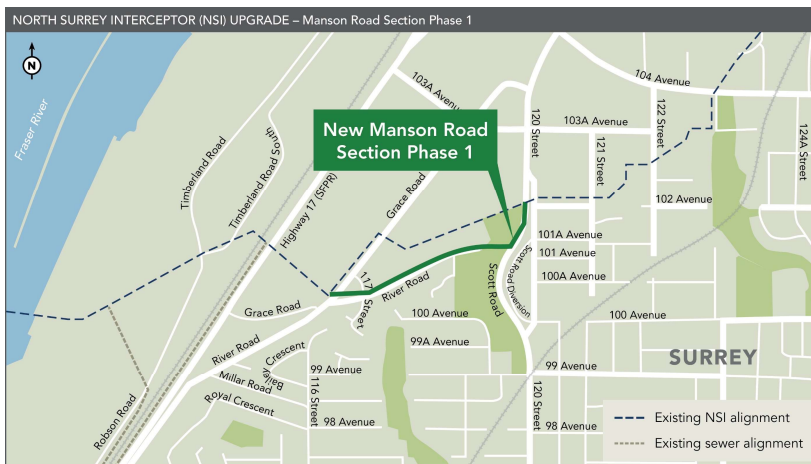 NORTH SURREY INTERCEPTOR (NSI) UPGRADE – Manson Road Section Phase 1
N
Fraser River
Timberland Road
Timberland Road South
Highway 17 (SFPR)
103A Avenue
Grace Road
New Manson Road
Section Phase 1
120 Street
104 Avenue
103A Avenue
121 Street
122 Street
124A Street
102 Avenue
101A Avenue
101 Avenue
100A Avenue
Scott Road
Scott Road Diversion
117 Street
River Road
Grace Road
100 Avenue
100 Avenue
99A Avenue
River Road
Bailey Crescent
99 Avenue
99 Avenue
SURREY
Millar Road
Royal Crescent
116 Street
120 Street
98 Avenue
98 Avenue
Robson Road
Existing NSI alignment
Existing sewer alignment